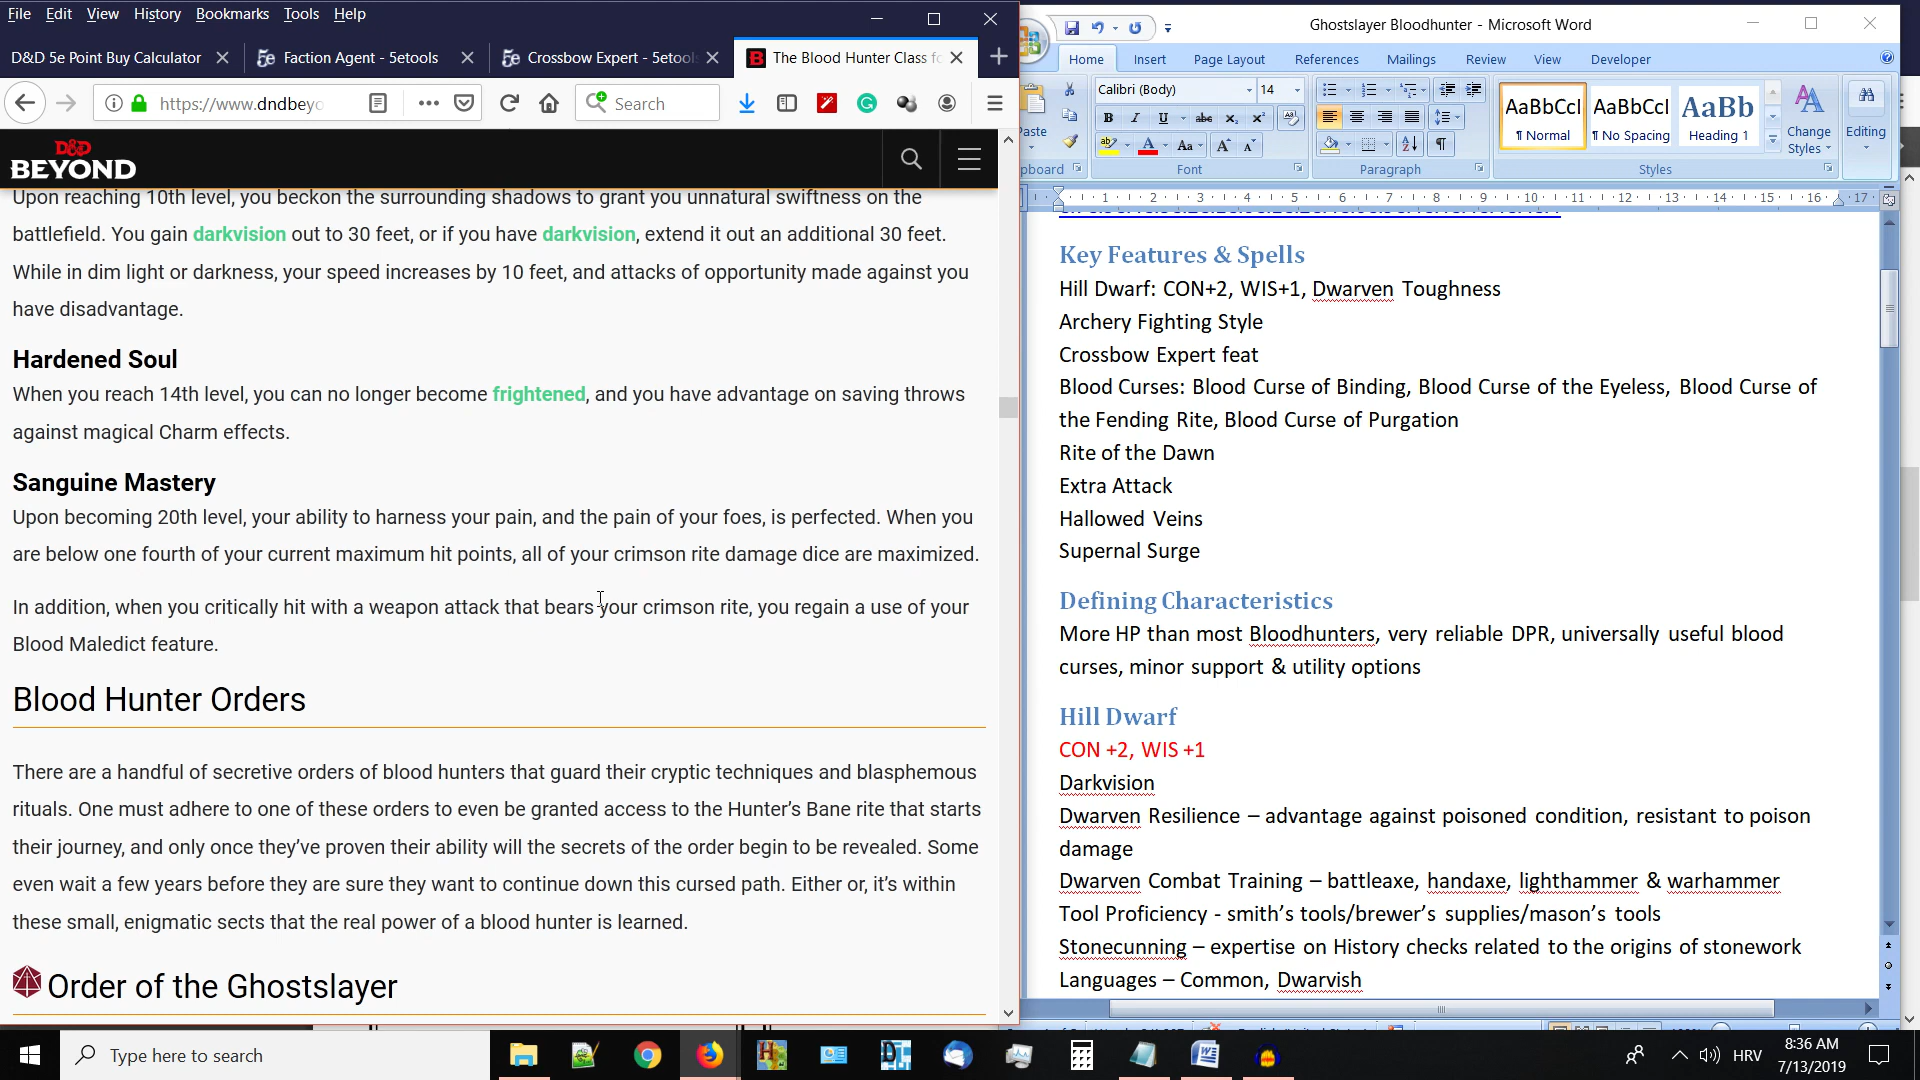 File Edit View History Bookmarks Tools Help
D&D 5e Point Buy Calculator
Faction Agent - 5etools
Crossbow Expert - 5etools
The Blood Hunter Class fo
https://www.dndbeyo
Search
D&D BEYOND
Upon reaching 10th level, you beckon the surrounding shadows to grant you unnatural swiftness on the
battlefield. You gain darkvision out to 30 feet, or if you have darkvision, extend it out an additional 30 feet.
While in dim light or darkness, your speed increases by 10 feet, and attacks of opportunity made against you
have disadvantage.
Hardened Soul
When you reach 14th level, you can no longer become frightened, and you have advantage on saving throws
against magical Charm effects.
Sanguine Mastery
Upon becoming 20th level, your ability to harness your pain, and the pain of your foes, is perfected. When you
are below one fourth of your current maximum hit points, all of your crimson rite damage dice are maximized.
In addition, when you critically hit with a weapon attack that bears your crimson rite, you regain a use of your
Blood Maledict feature.
Blood Hunter Orders
There are a handful of secretive orders of blood hunters that guard their cryptic techniques and blasphemous
rituals. One must adhere to one of these orders to even be granted access to the Hunter's Bane rite that starts
their journey, and only once they've proven their ability will the secrets of the order begin to be revealed. Some
even wait a few years before they are sure they want to continue down this cursed path. Either or, it's within
these small, enigmatic sects that the real power of a blood hunter is learned.
Order of the Ghostslayer
Ghostslayer Bloodhunter - Microsoft Word
Home Insert Page Layout References Mailings Review View Developer
Calibri (Body) 14
AaBbCcI AaBbCcI AaBb
¶ Normal ¶ No Spacing Heading 1
Change Styles
Editing
Paste
pboard Font Paragraph Styles
1 2 3 4 5 6 7 8 9 10 11 12 13 14 15 16 17
Key Features & Spells
Hill Dwarf: CON+2, WIS+1, Dwarven Toughness
Archery Fighting Style
Crossbow Expert feat
Blood Curses: Blood Curse of Binding, Blood Curse of the Eyeless, Blood Curse of
the Fending Rite, Blood Curse of Purgation
Rite of the Dawn
Extra Attack
Hallowed Veins
Supernal Surge
Defining Characteristics
More HP than most Bloodhunters, very reliable DPR, universally useful blood
curses, minor support & utility options
Hill Dwarf
CON +2, WIS +1
Darkvision
Dwarven Resilience – advantage against poisoned condition, resistant to poison
damage
Dwarven Combat Training – battleaxe, handaxe, lighthammer & warhammer
Tool Proficiency - smith's tools/brewer's supplies/mason's tools
Stonecunning – expertise on History checks related to the origins of stonework
Languages – Common, Dwarvish
Type here to search
HRV
8:36 AM
7/13/2019